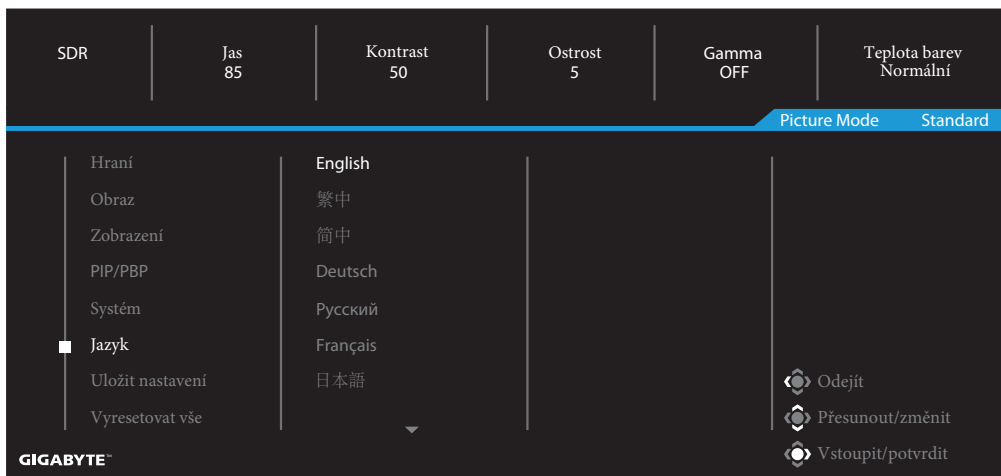 SDR
Jas
85
Kontrast
50
Ostrost
5
Gamma
OFF
Teplota barev
Normální
Picture Mode Standard
Hraní
Obraz
Zobrazení
PIP/PBP
Systém
Jazyk
Uložit nastavení
Vyresetovat vše
English
繁中
简中
Deutsch
Русский
Français
日本語
Odejít
Přesunout/změnit
Vstoupit/potvrdit
GIGABYTE™